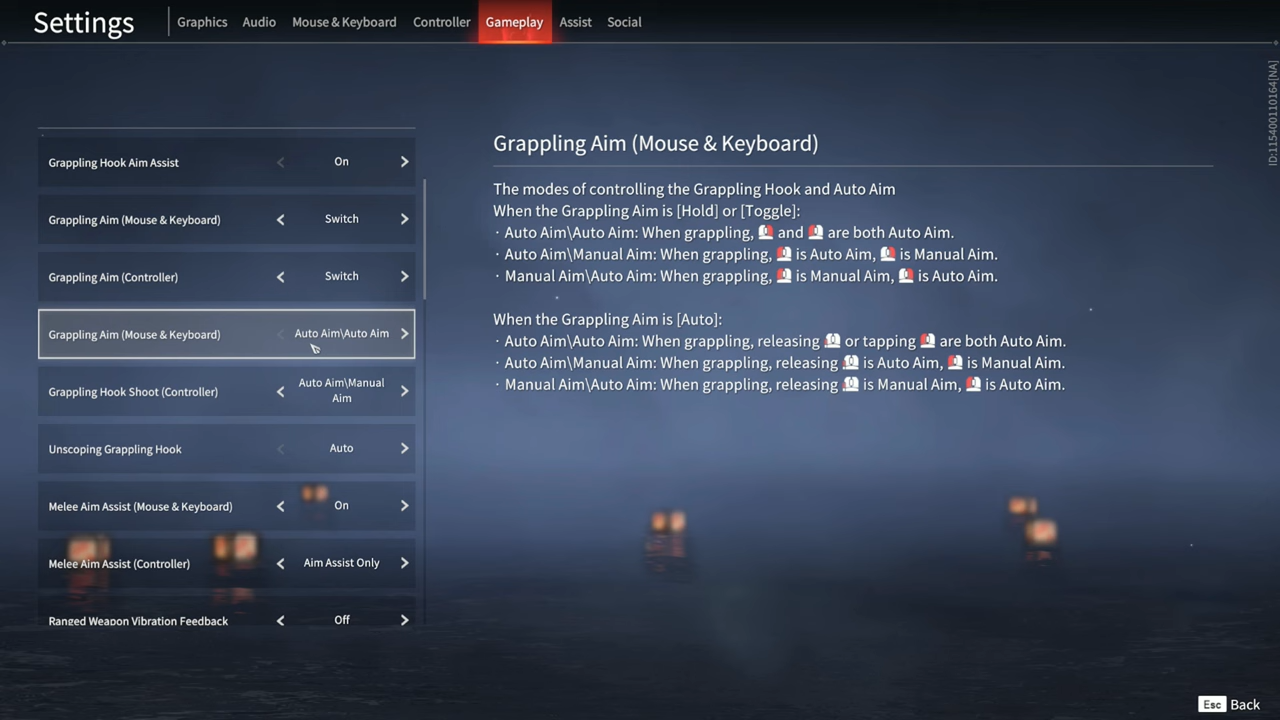 Settings
Graphics
Audio
Mouse & Keyboard
Controller
Gameplay
Assist
Social
Grappling Hook Aim Assist
On
Grappling Aim (Mouse & Keyboard)
Switch
Grappling Aim (Controller)
Switch
Grappling Aim (Mouse & Keyboard)
Auto Aim\Auto Aim
Grappling Hook Shoot (Controller)
Auto Aim\Manual
Aim
Unscoping Grappling Hook
Auto
Melee Aim Assist (Mouse & Keyboard)
On
Melee Aim Assist (Controller)
Aim Assist Only
Ranged Weapon Vibration Feedback
Off
Grappling Aim (Mouse & Keyboard)
The modes of controlling the Grappling Hook and Auto Aim
When the Grappling Aim is [Hold] or [Toggle]:
· Auto Aim\Auto Aim: When grappling, and are both Auto Aim.
· Auto Aim\Manual Aim: When grappling, is Auto Aim, is Manual Aim.
· Manual Aim\Auto Aim: When grappling, is Manual Aim, is Auto Aim.
When the Grappling Aim is [Auto]:
· Auto Aim\Auto Aim: When grappling, releasing or tapping are both Auto Aim.
· Auto Aim\Manual Aim: When grappling, releasing is Auto Aim, is Manual Aim.
· Manual Aim\Auto Aim: When grappling, releasing is Manual Aim, is Auto Aim.
ID:115400110164[NA]
Esc Back